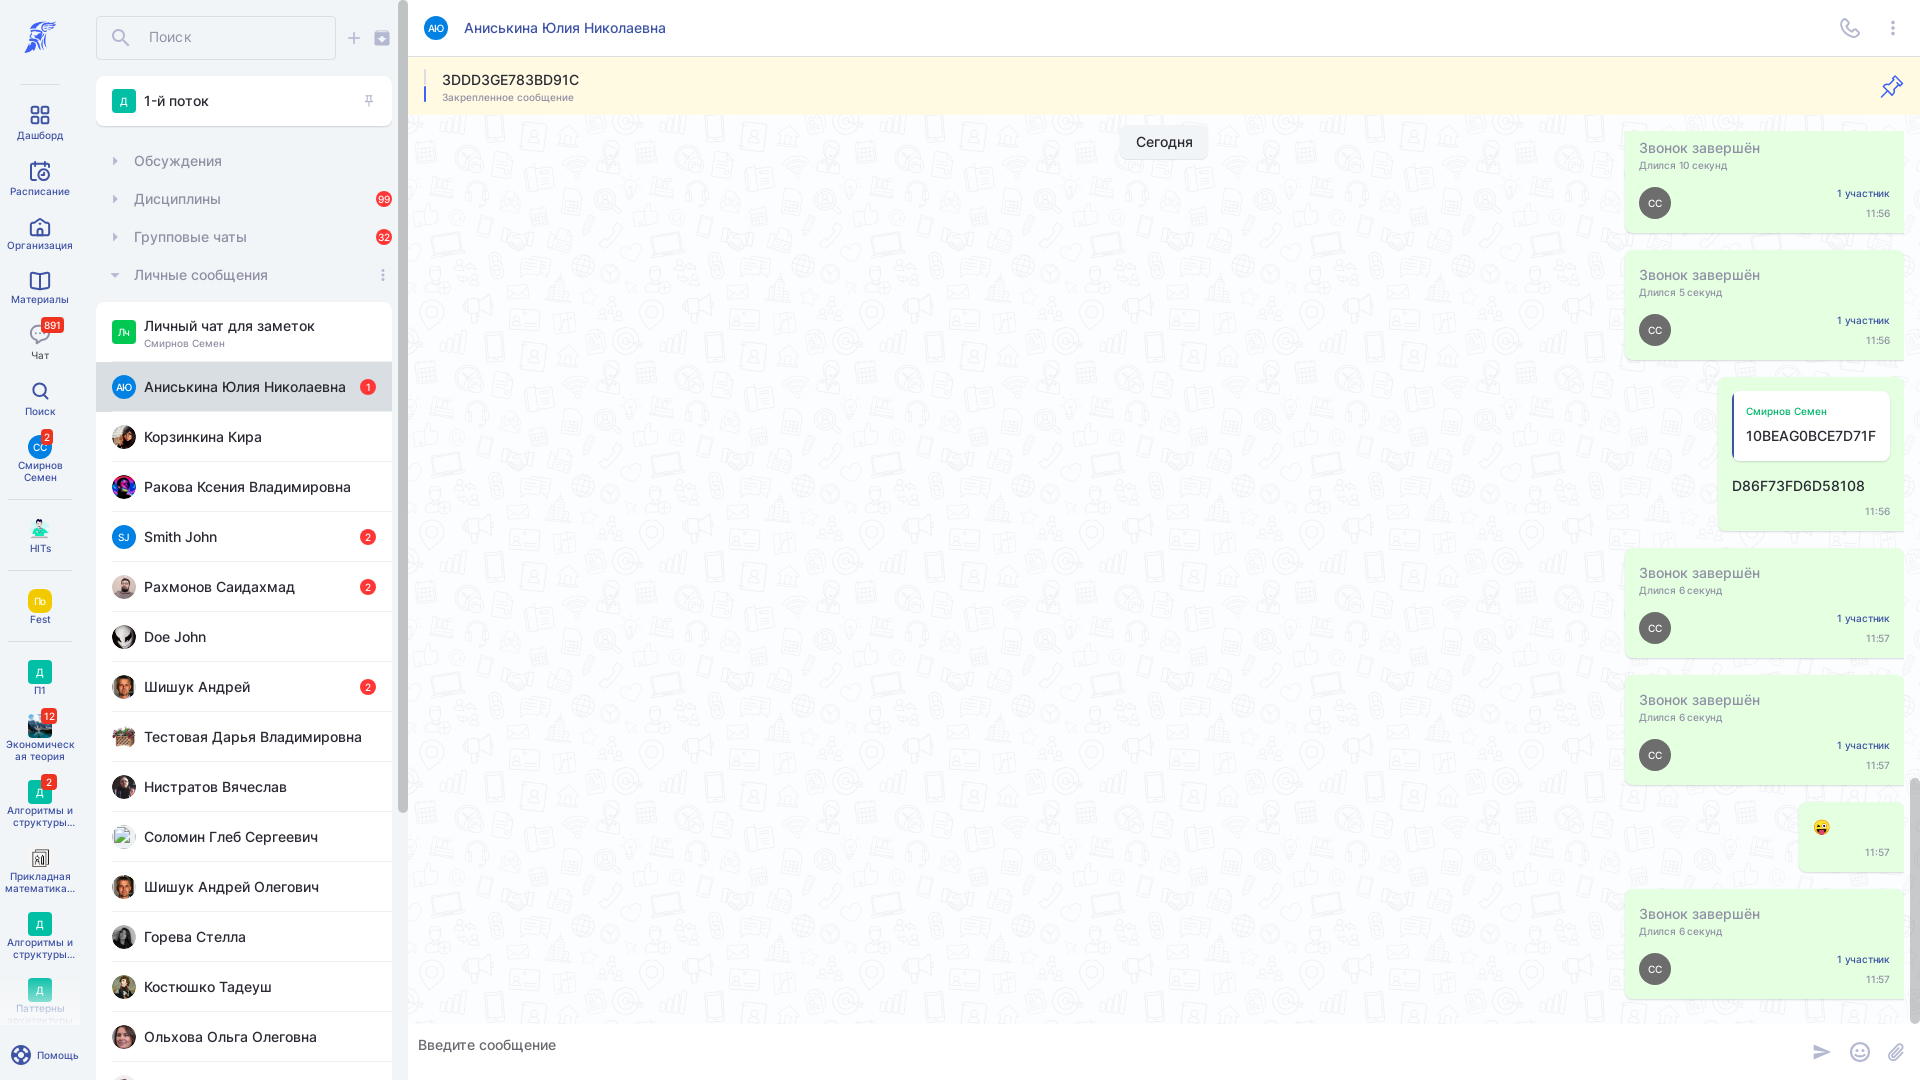 Дашборд
Расписание
Организация
Материалы
891
Чат
Поиск
2
СС
Смирнов
Семен
HITs
По
Fest
Д
П1
12
Экономическ
ая теория
2
Д
Алгоритмы и
структуры...
Прикладная
математика...
Д
Алгоритмы и
структуры...
Д
Паттерны
Помощь
Поиск
Д
1-й поток
Обсуждения
Дисциплины
99
Групповые чаты
32
Личные сообщения
Лч
Личный чат для заметок
Смирнов Семен
АЮ
Аниськина Юлия Николаевна
1
Корзинкина Кира
Ракова Ксения Владимировна
SJ
Smith John
2
Рахмонов Саидахмад
2
Doe John
Шишук Андрей
2
Тестовая Дарья Владимировна
Нистратов Вячеслав
Соломин Глеб Сергеевич
Шишук Андрей Олегович
Горева Стелла
Костюшко Тадеуш
Ольхова Ольга Олеговна
АЮ
Аниськина Юлия Николаевна
3DDD3GE783BD91C
Закрепленное сообщение
Сегодня
Звонок завершён
Длился 10 секунд
СС
1 участник
11:56
Звонок завершён
Длился 5 секунд
СС
1 участник
11:56
Смирнов Семен
10BEAG0BCE7D71F
D86F73FD6D58108
11:56
Звонок завершён
Длился 6 секунд
СС
1 участник
11:57
Звонок завершён
Длился 6 секунд
СС
1 участник
11:57
😜
11:57
Звонок завершён
Длился 6 секунд
СС
1 участник
11:57
Введите сообщение